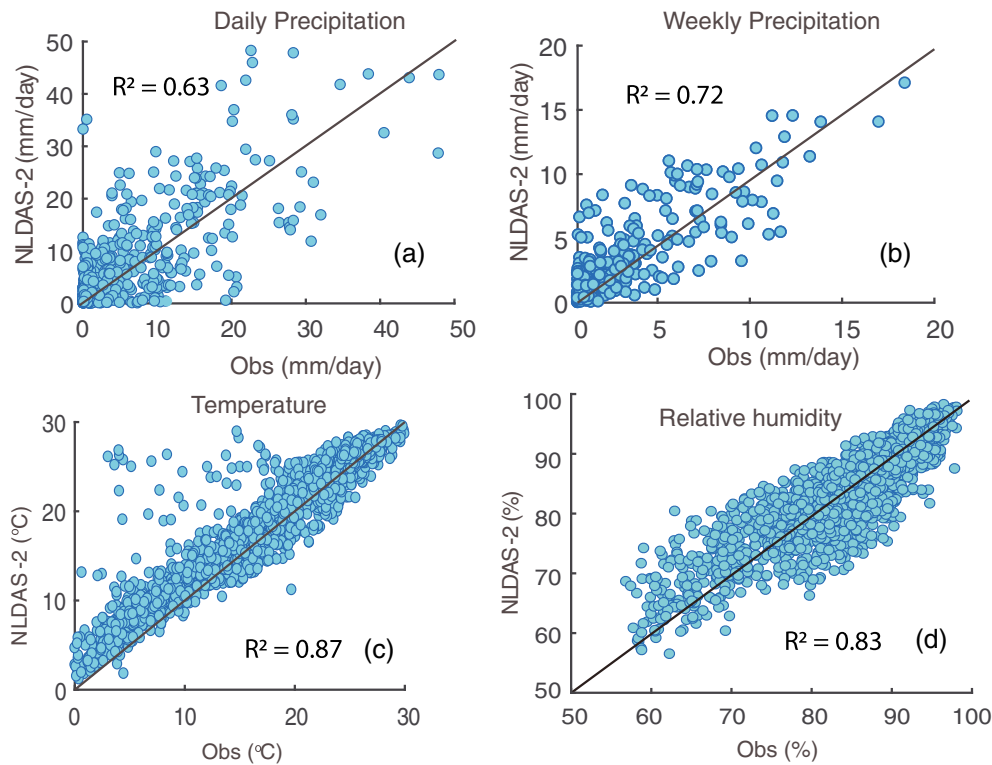 Daily Precipitation
50
40
30
20
10
0
NLDAS-2 (mm/day)
R² = 0.63
(a)
0 10 20 30 40 50
Obs (mm/day)
Weekly Precipitation
20
15
10
5
0
NLDAS-2 (mm/day)
R² = 0.72
(b)
0 5 10 15 20
Obs (mm/day)
Temperature
30
20
10
0
NLDAS-2 (°C)
R² = 0.87
(c)
0 10 20 30
Obs (°C)
Relative humidity
100
90
80
70
60
50
NLDAS-2 (%)
R² = 0.83
(d)
50 60 70 80 90 100
Obs (%)